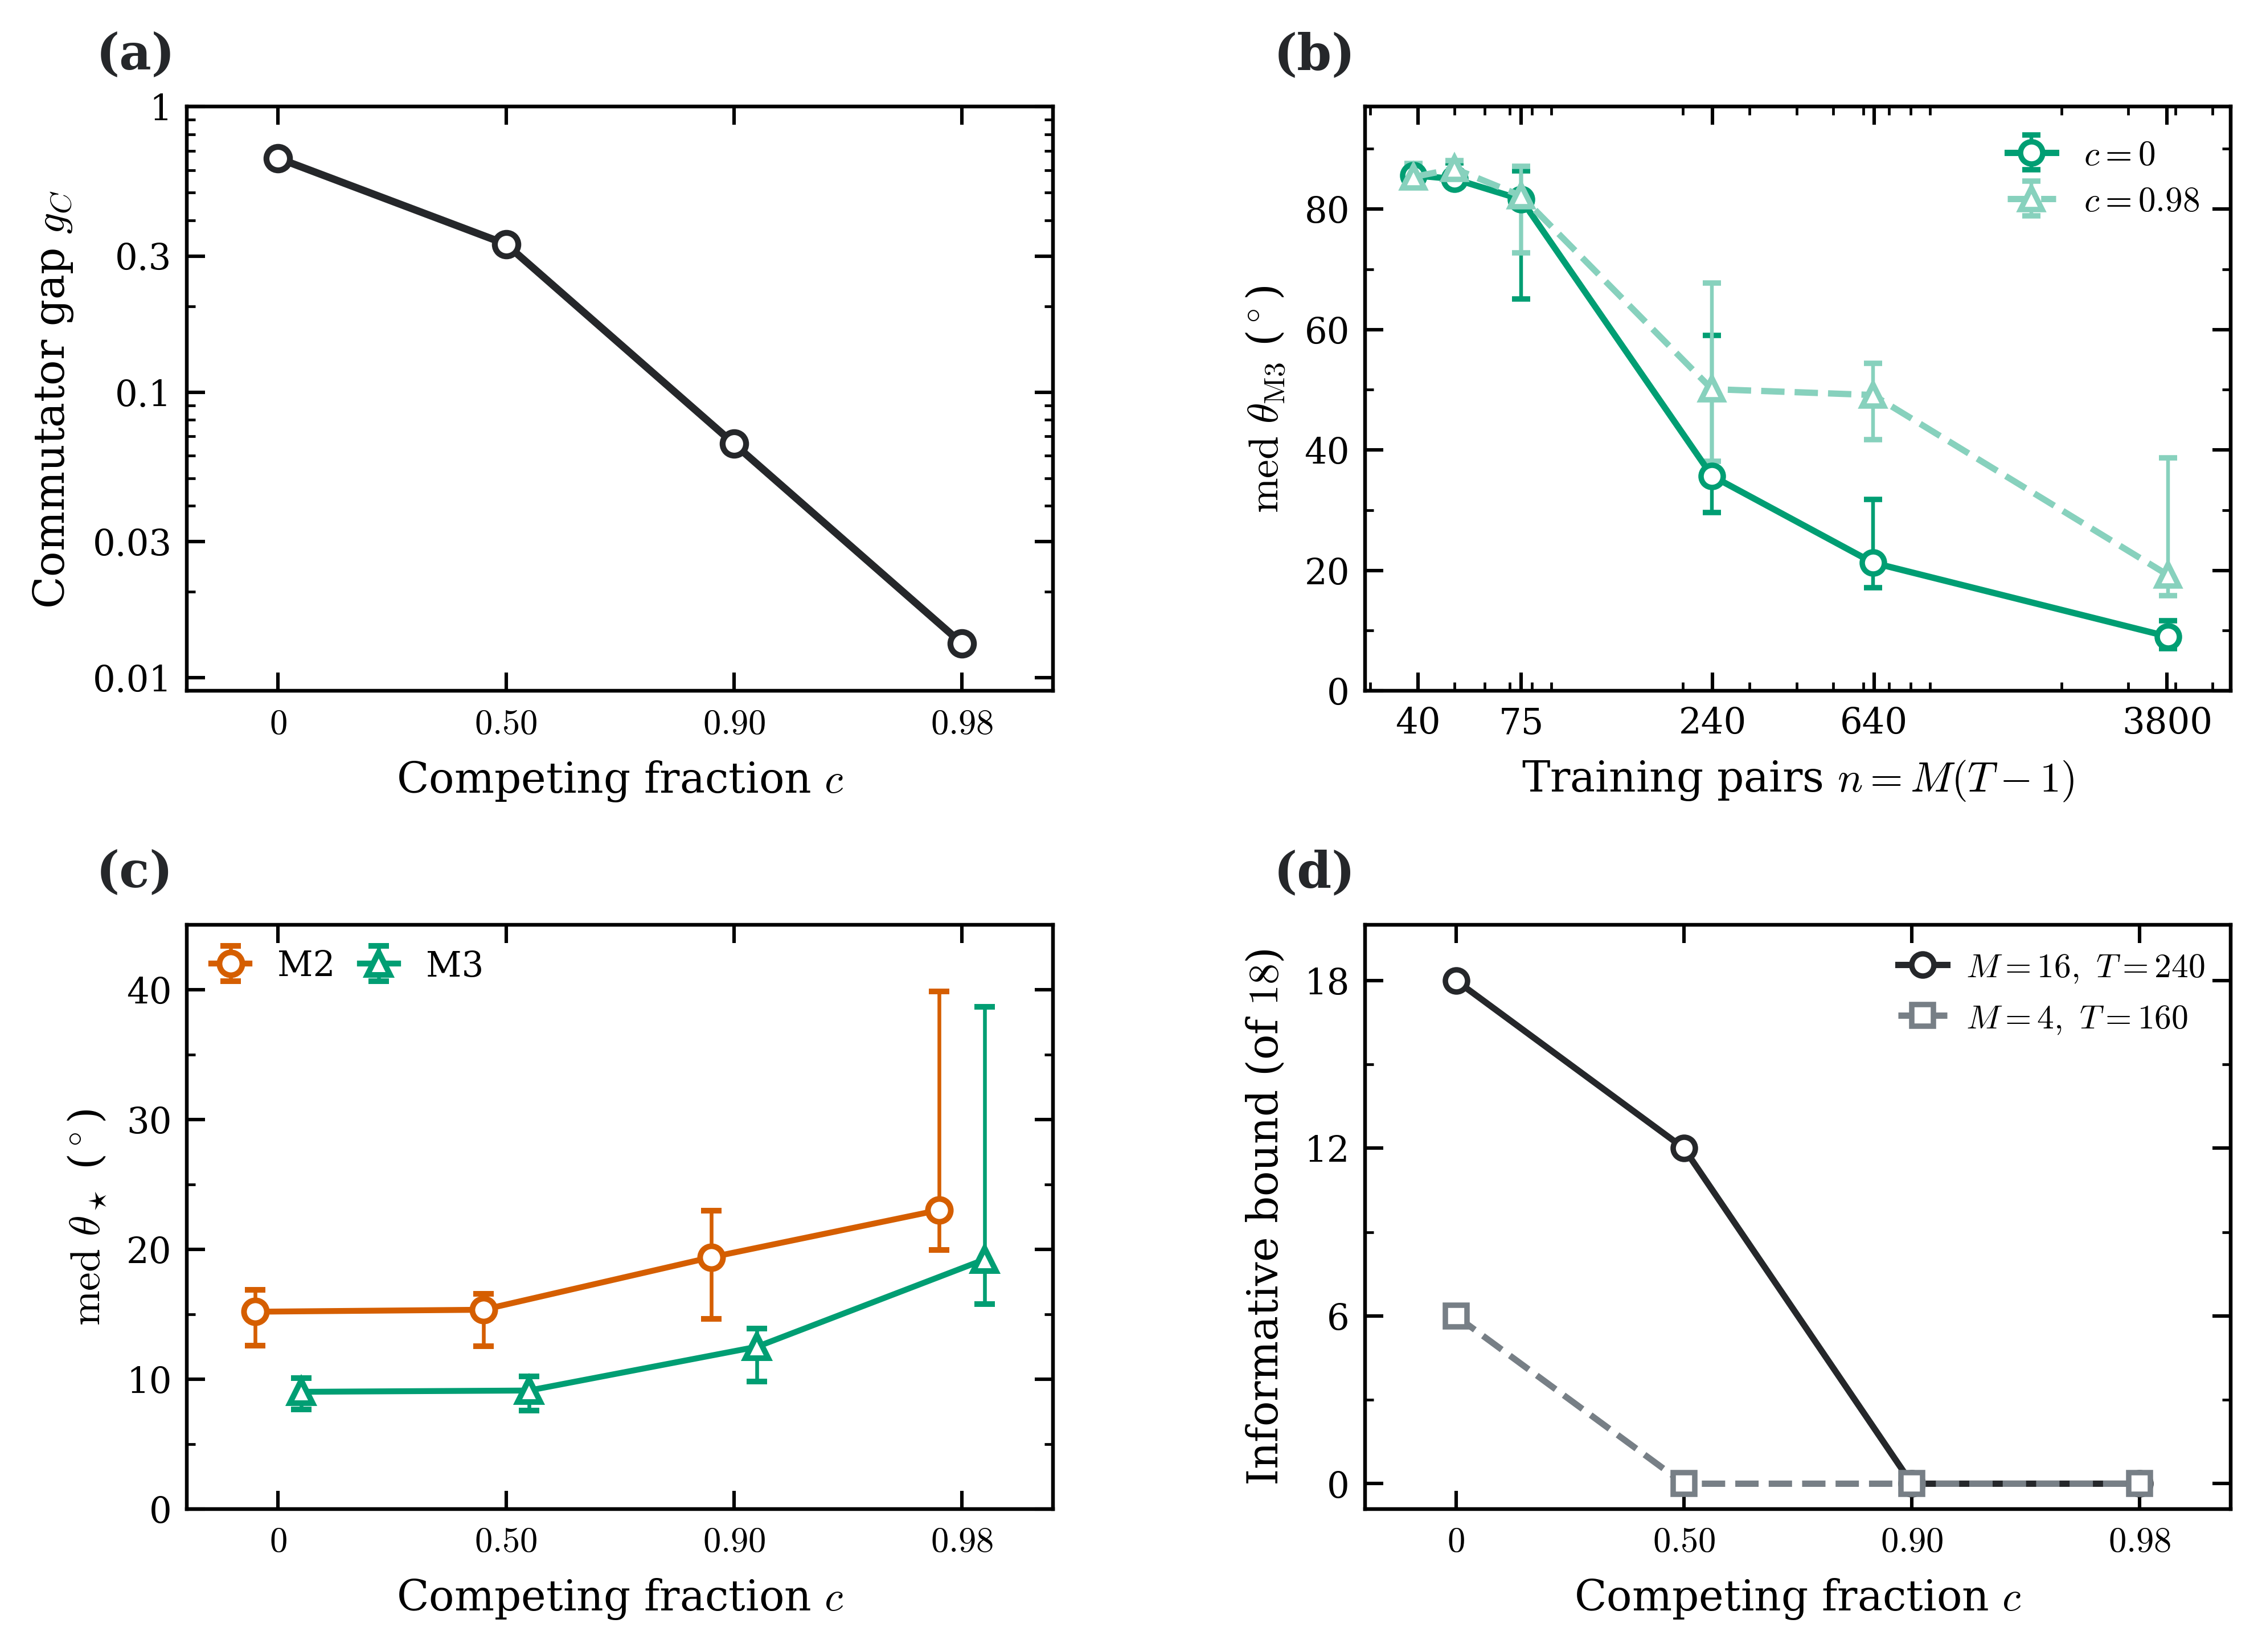 (a)
1
0.3
0.1
0.03
0.01
Commutator gap g_C
0 0.50 0.90 0.98
Competing fraction c
(b)
c = 0
c = 0.98
80
60
40
20
0
med θ_M3 (°)
40 75 240 640 3800
Training pairs n = M(T − 1)
(c)
M2 M3
40
30
20
10
0
med θ⋆ (°)
0 0.50 0.90 0.98
Competing fraction c
(d)
M = 16, T = 240
M = 4, T = 160
18
12
6
0
Informative bound (of 18)
0 0.50 0.90 0.98
Competing fraction c